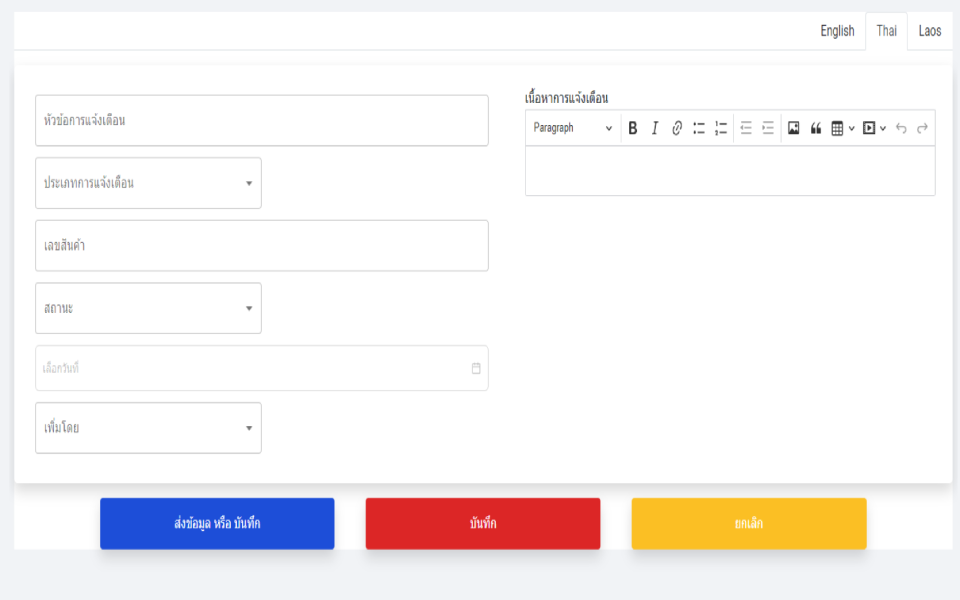 English Thai Laos
หัวข้อการแจ้งเตือน
ประเภทการแจ้งเตือน
เลขสินค้า
สถานะ
เลือกวันที่
เพิ่มโดย
เนื้อหาการแจ้งเตือน
Paragraph
ส่งข้อมูล หรือ บันทึก
บันทึก
ยกเลิก